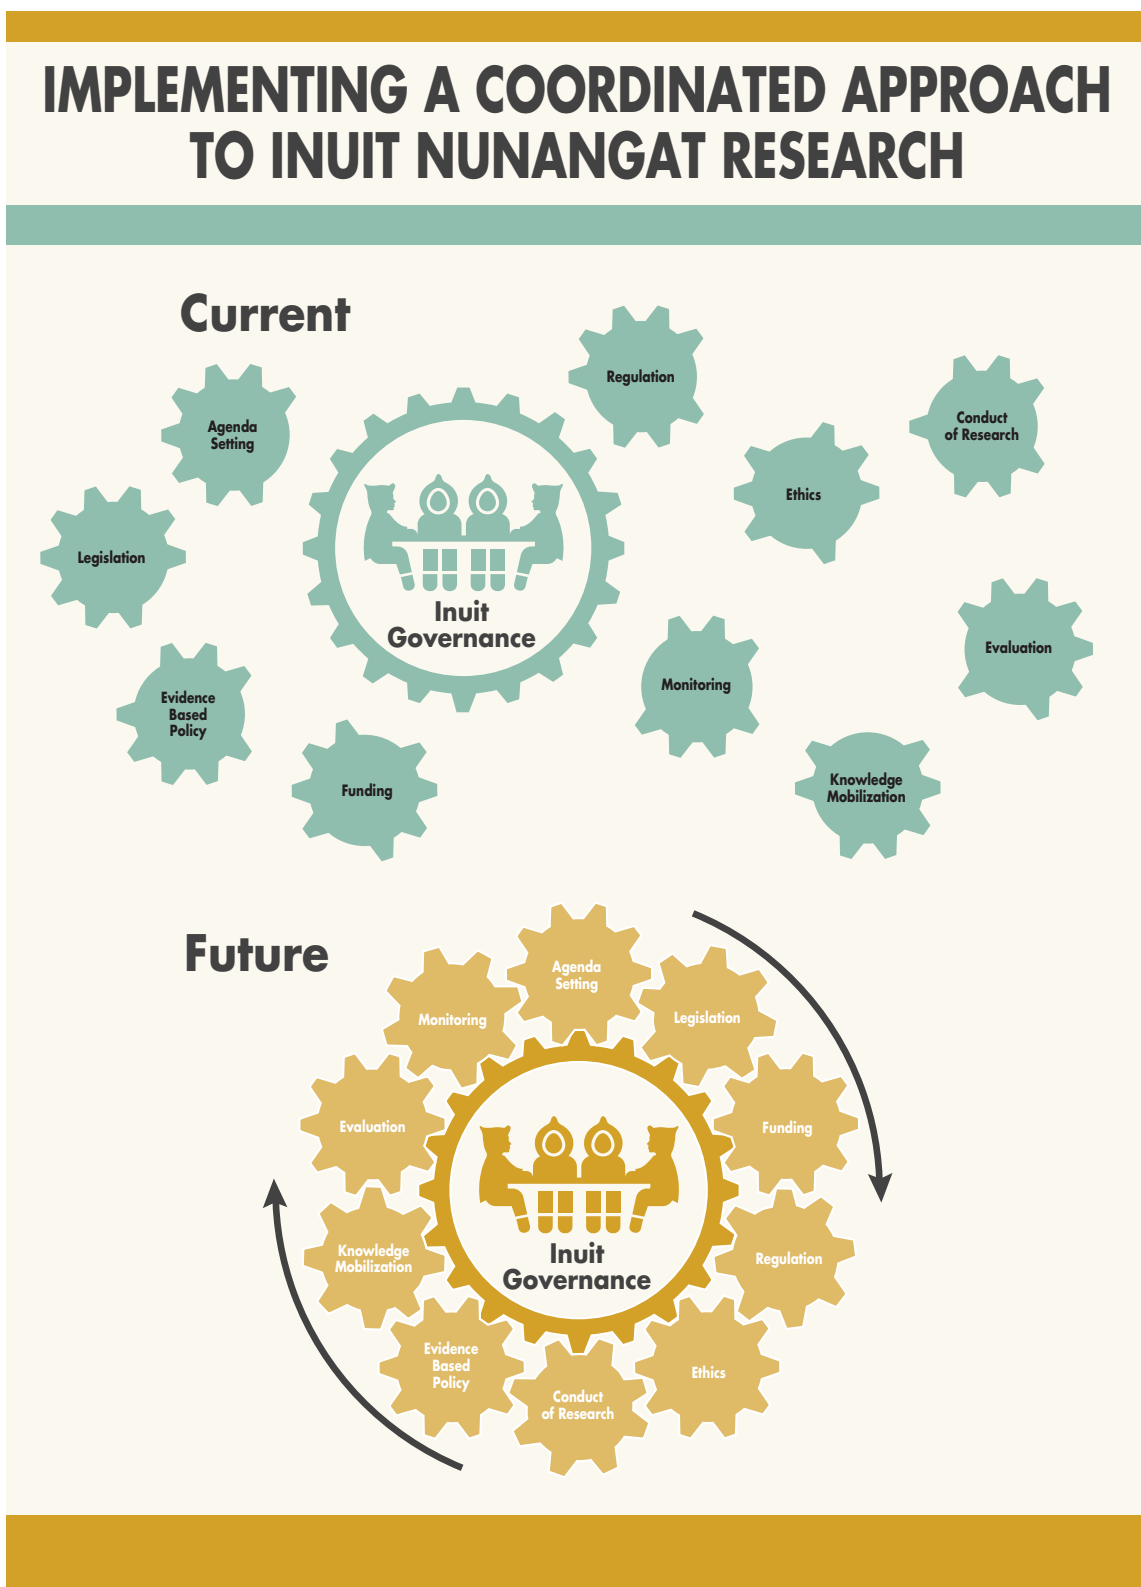 IMPLEMENTING A COORDINATED APPROACH
TO INUIT NUNANGAT RESEARCH
Current
Regulation
Agenda
Setting
Conduct
of Research
Ethics
Legislation
Inuit
Governance
Evaluation
Monitoring
Evidence
Based
Policy
Funding
Knowledge
Mobilization
Future
Agenda
Setting
Monitoring
Legislation
Evaluation
Funding
Knowledge
Mobilization
Inuit
Governance
Regulation
Evidence
Based
Policy
Ethics
Conduct
of Research